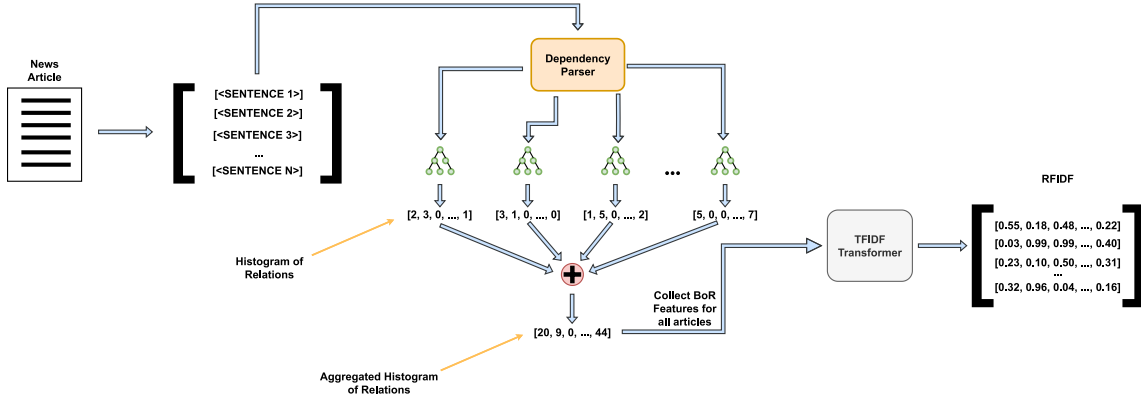 News
Article
[<SENTENCE 1>]
[<SENTENCE 2>]
[<SENTENCE 3>]
...
[<SENTENCE N>]
Dependency
Parser
...
[2, 3, 0, ..., 1]
[3, 1, 0, ..., 0]
[1, 5, 0, ..., 2]
[5, 0, 0, ..., 7]
Histogram of
Relations
+
[20, 9, 0, ..., 44]
Aggregated Histogram
of Relations
Collect BoR
Features for
all articles
TFIDF
Transformer
RFIDF
[0.55, 0.18, 0.48, ..., 0.22]
[0.03, 0.99, 0.99, ..., 0.40]
[0.23, 0.10, 0.50, ..., 0.31]
...
[0.32, 0.96, 0.04, ..., 0.16]